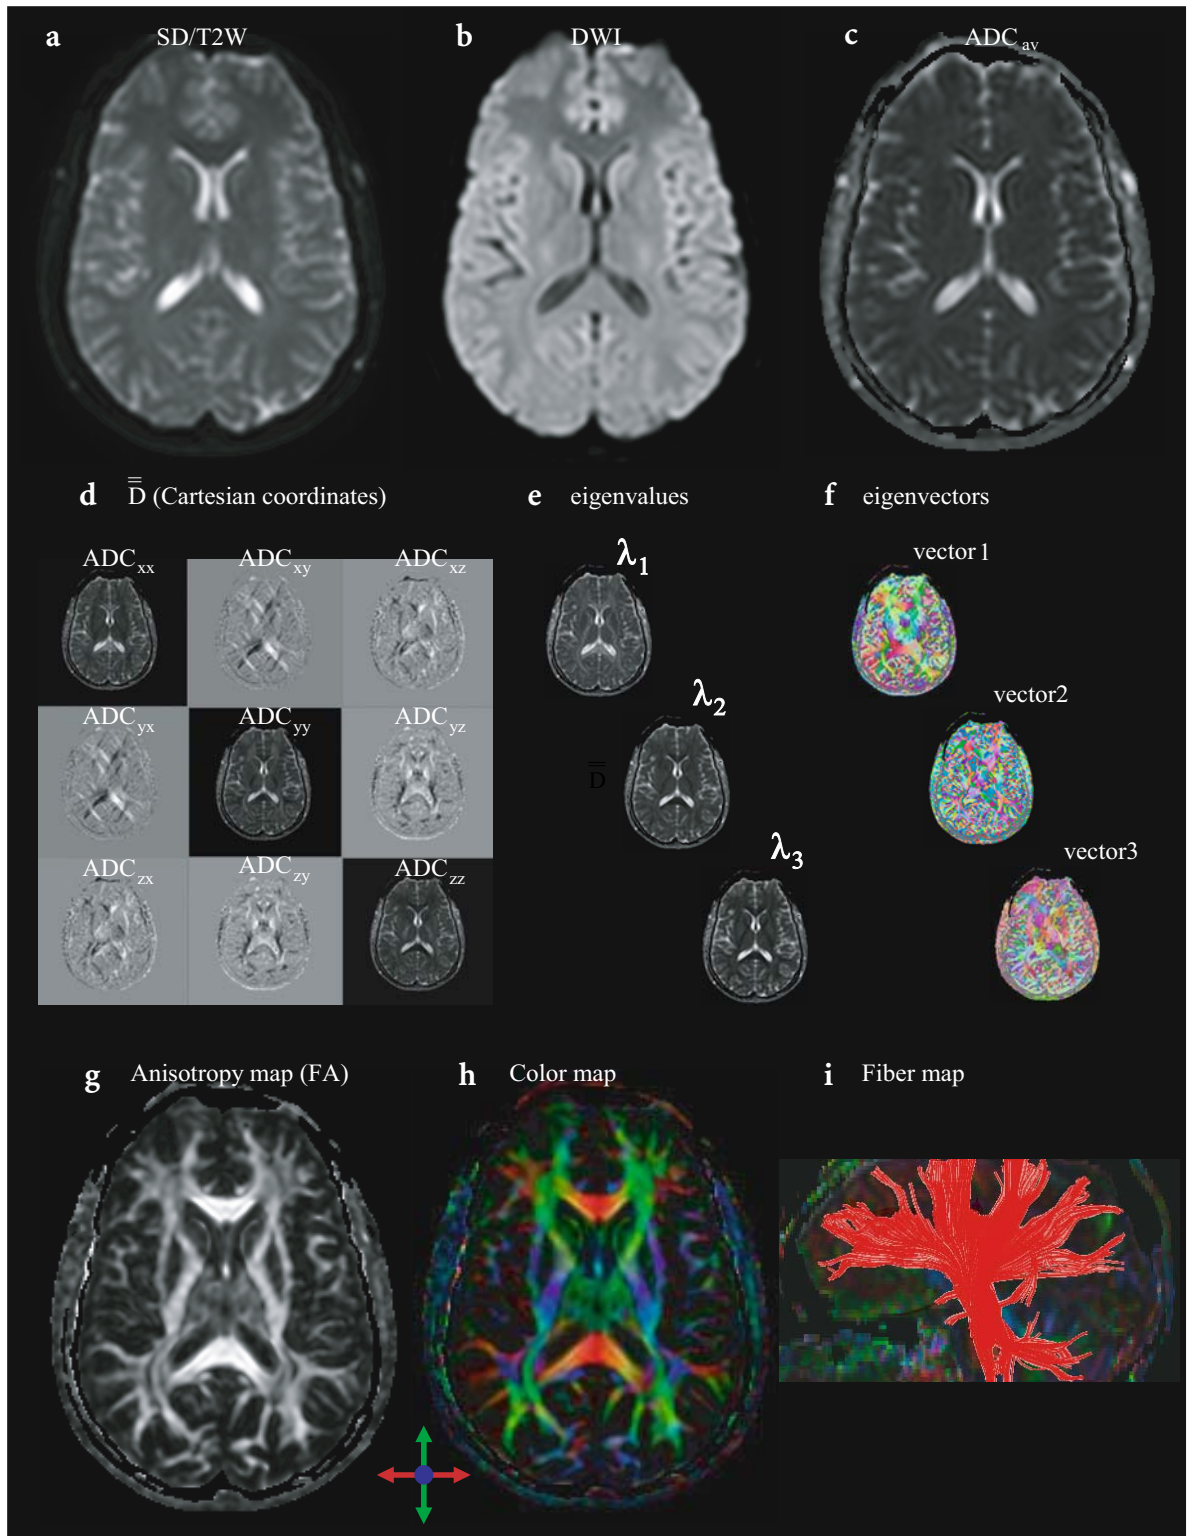 a SD/T2W
b DWI
c ADCav
d D̿ (Cartesian coordinates)
e eigenvalues
f eigenvectors
ADCxx
ADCxy
ADCxz
λ1
vector 1
ADCyx
ADCyy
ADCyz
λ2
vector2
D̿
ADCzx
ADCzy
ADCzz
λ3
vector3
g Anisotropy map (FA)
h Color map
i Fiber map